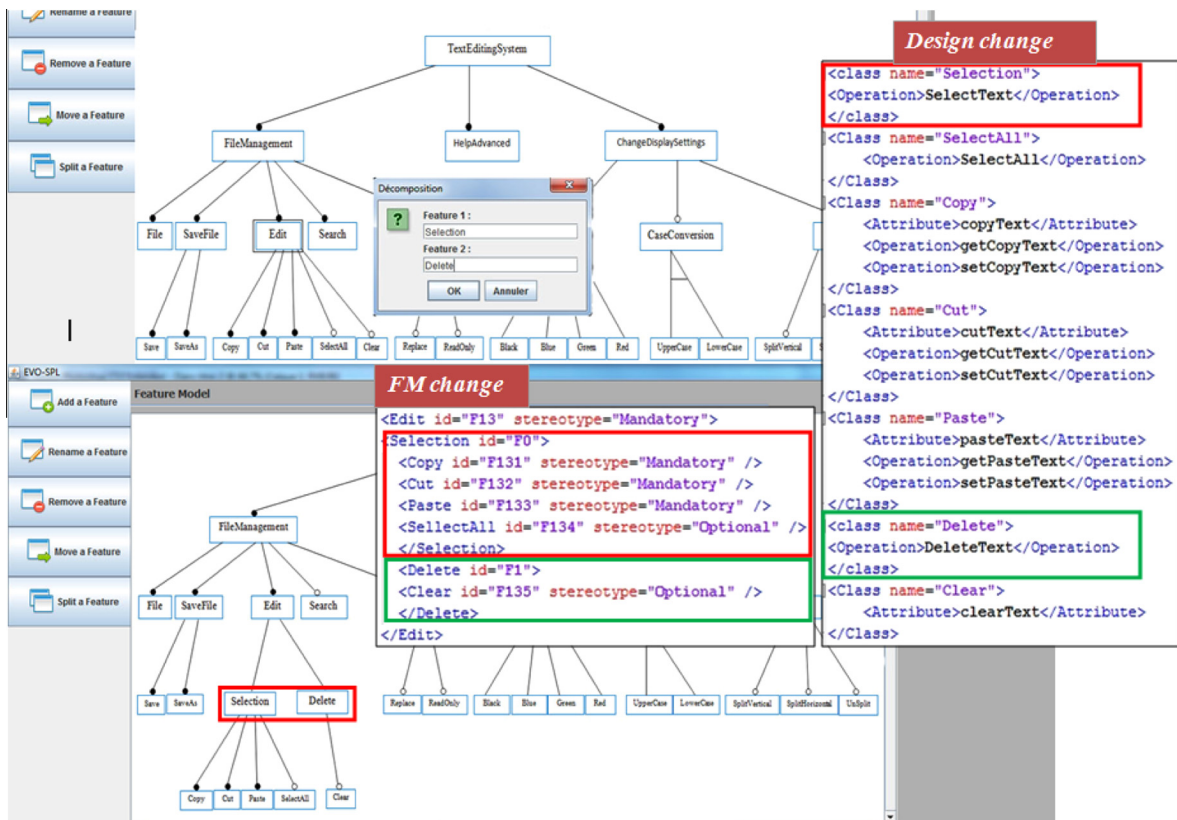 Rename a Feature
Remove a Feature
Move a Feature
Split a Feature
TextEditingSystem
FileManagement
HelpAdvanced
ChangeDisplaySettings
File
SaveFile
Edit
Search
CaseConversion
Save
SaveAs
Copy
Cut
Paste
SelectAll
Clear
Replace
ReadOnly
Black
Blue
Green
Red
UpperCase
LowerCase
SplitVertical
Décomposition
?
Feature 1 :
Selection
Feature 2 :
Delete
OK
Annuler
Design change
<class name="Selection">
<Operation>SelectText</Operation>
</class>
<Class name="SelectAll">
<Operation>SelectAll</Operation>
</Class>
<Class name="Copy">
<Attribute>copyText</Attribute>
<Operation>getCopyText</Operation>
<Operation>setCopyText</Operation>
</Class>
<Class name="Cut">
<Attribute>cutText</Attribute>
<Operation>getCutText</Operation>
<Operation>setCutText</Operation>
</Class>
<Class name="Paste">
<Attribute>pasteText</Attribute>
<Operation>getPasteText</Operation>
<Operation>setPasteText</Operation>
</Class>
<class name="Delete">
<Operation>DeleteText</Operation>
</class>
<Class name="Clear">
<Attribute>clearText</Attribute>
</Class>
EVO-SPL
Add a Feature
Rename a Feature
Remove a Feature
Move a Feature
Split a Feature
Feature Model
FM change
<Edit id="F13" stereotype="Mandatory">
<Selection id="F0">
<Copy id="F131" stereotype="Mandatory" />
<Cut id="F132" stereotype="Mandatory" />
<Paste id="F133" stereotype="Mandatory" />
<SellectAll id="F134" stereotype="Optional" />
</Selection>
<Delete id="F1">
<Clear id="F135" stereotype="Optional" />
</Delete>
</Edit>
FileManagement
File
SaveFile
Edit
Search
Save
SaveAs
Selection
Delete
Replace
ReadOnly
Black
Blue
Green
Red
UpperCase
LowerCase
SplitVertical
SplitHorizontal
UnSplit
Copy
Cut
Paste
SelectAll
Clear